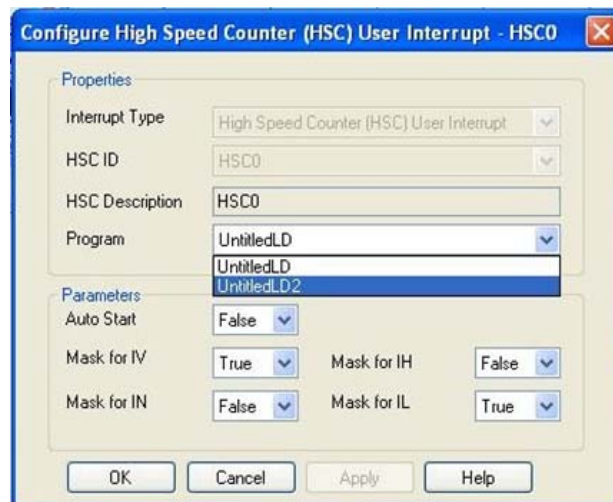 Configure High Speed Counter (HSC) User Interrupt - HSC0
Properties
Interrupt Type High Speed Counter (HSC) User Interrupt
HSC ID HSC0
HSC Description HSC0
Program UntitledLD
UntitledLD
UntitledLD2
Parameters
Auto Start False
Mask for IV True Mask for IH False
Mask for IN False Mask for IL True
OK Cancel Apply Help